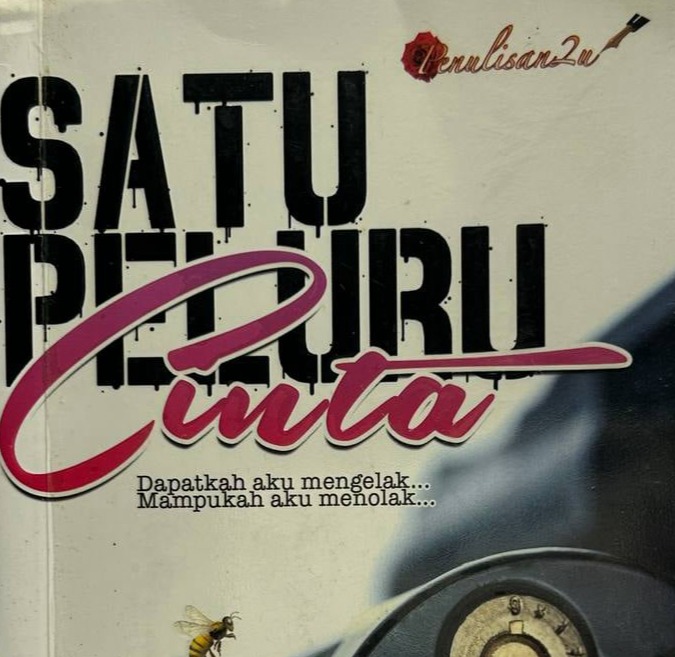 Penulisan2u
SATU
PELURU
Cinta
Dapatkah aku mengelak...
Mampukah aku menolak...